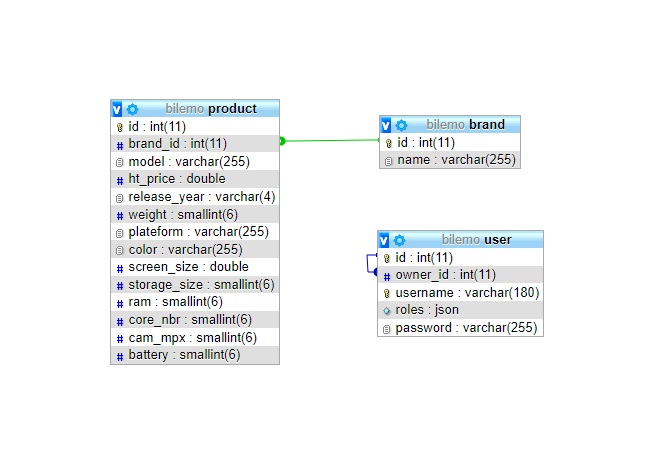 bilemo product
id : int(11)
brand_id : int(11)
model : varchar(255)
ht_price : double
release_year : varchar(4)
weight : smallint(6)
plateform : varchar(255)
color : varchar(255)
screen_size : double
storage_size : smallint(6)
ram : smallint(6)
core_nbr : smallint(6)
cam_mpx : smallint(6)
battery : smallint(6)
bilemo brand
id : int(11)
name : varchar(255)
bilemo user
id : int(11)
owner_id : int(11)
username : varchar(180)
roles : json
password : varchar(255)